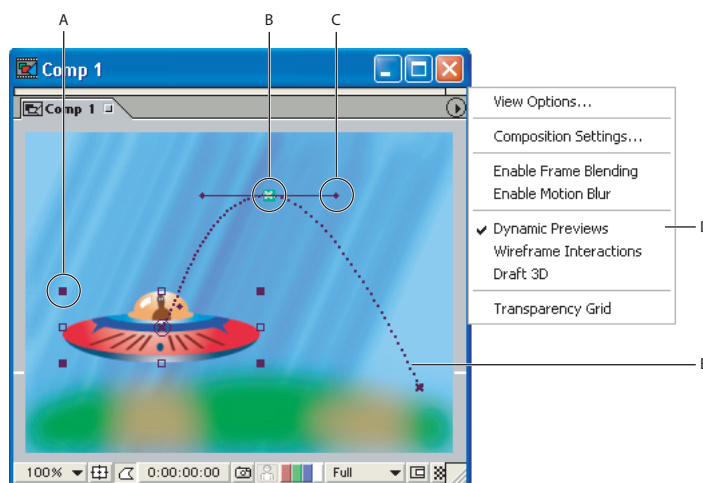 A B C
Comp 1
Comp 1
View Options...
Composition Settings...
Enable Frame Blending
Enable Motion Blur
Dynamic Previews
Wireframe Interactions
Draft 3D
Transparency Grid
100% 0:00:00:00 Full